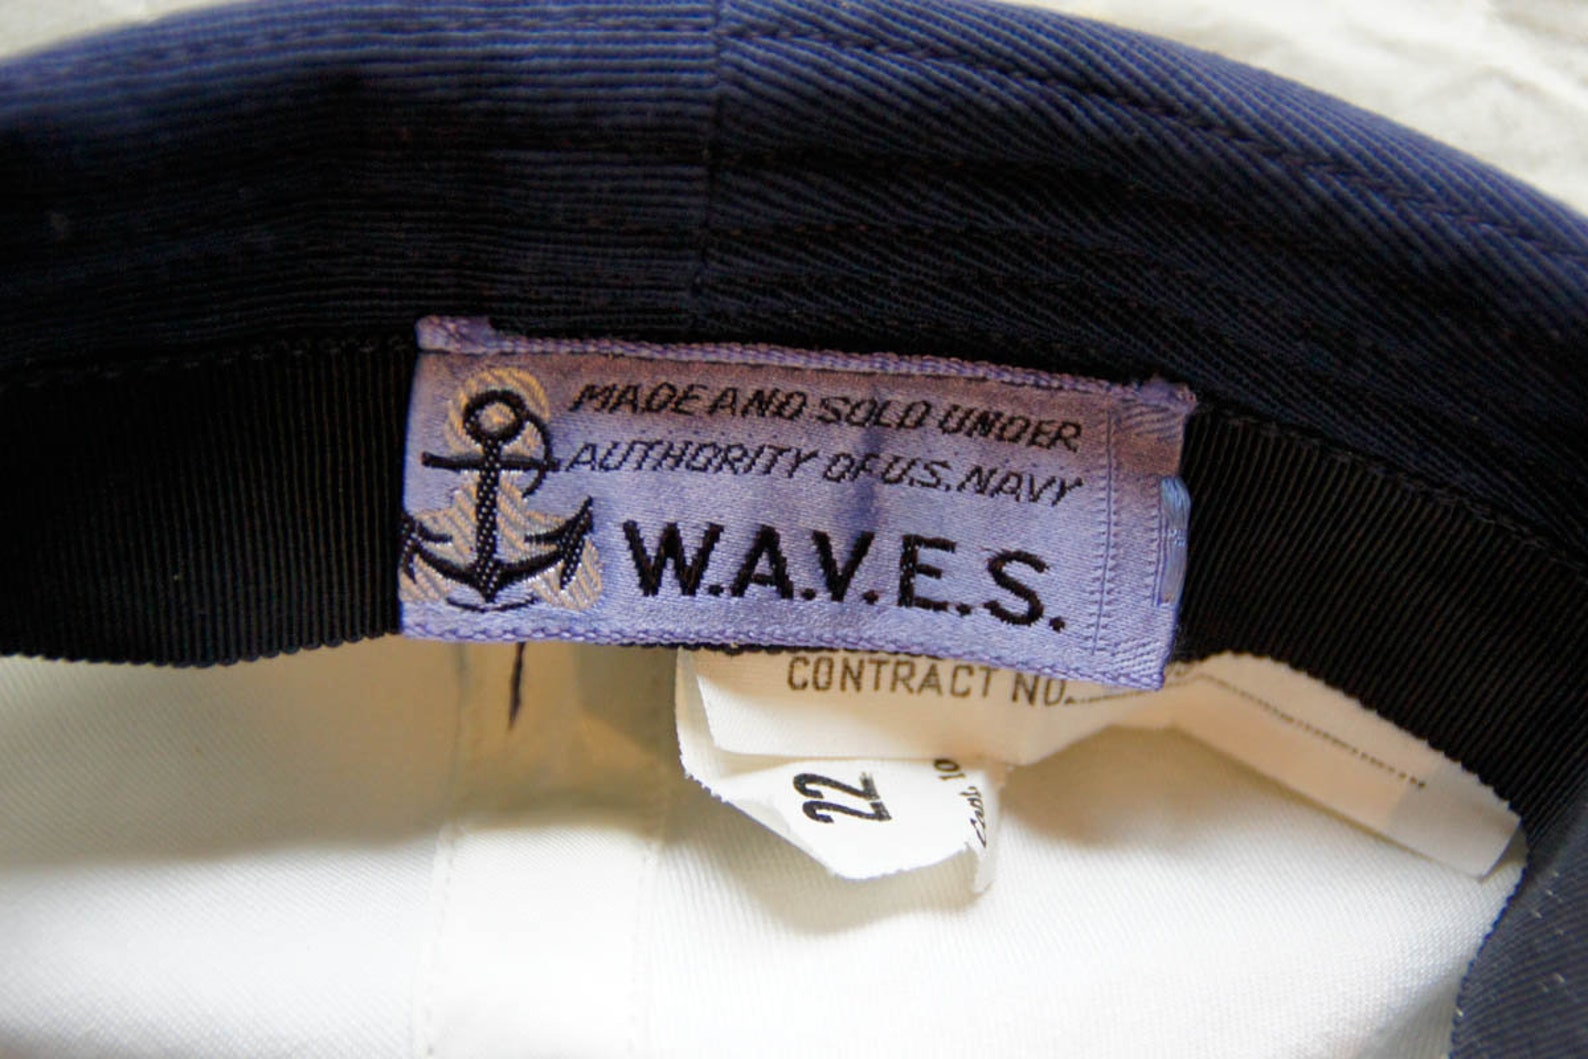 MADE AND SOLD UNDER
AUTHORITY OF U.S. NAVY
W.A.V.E.S.
CONTRACT NO.
22